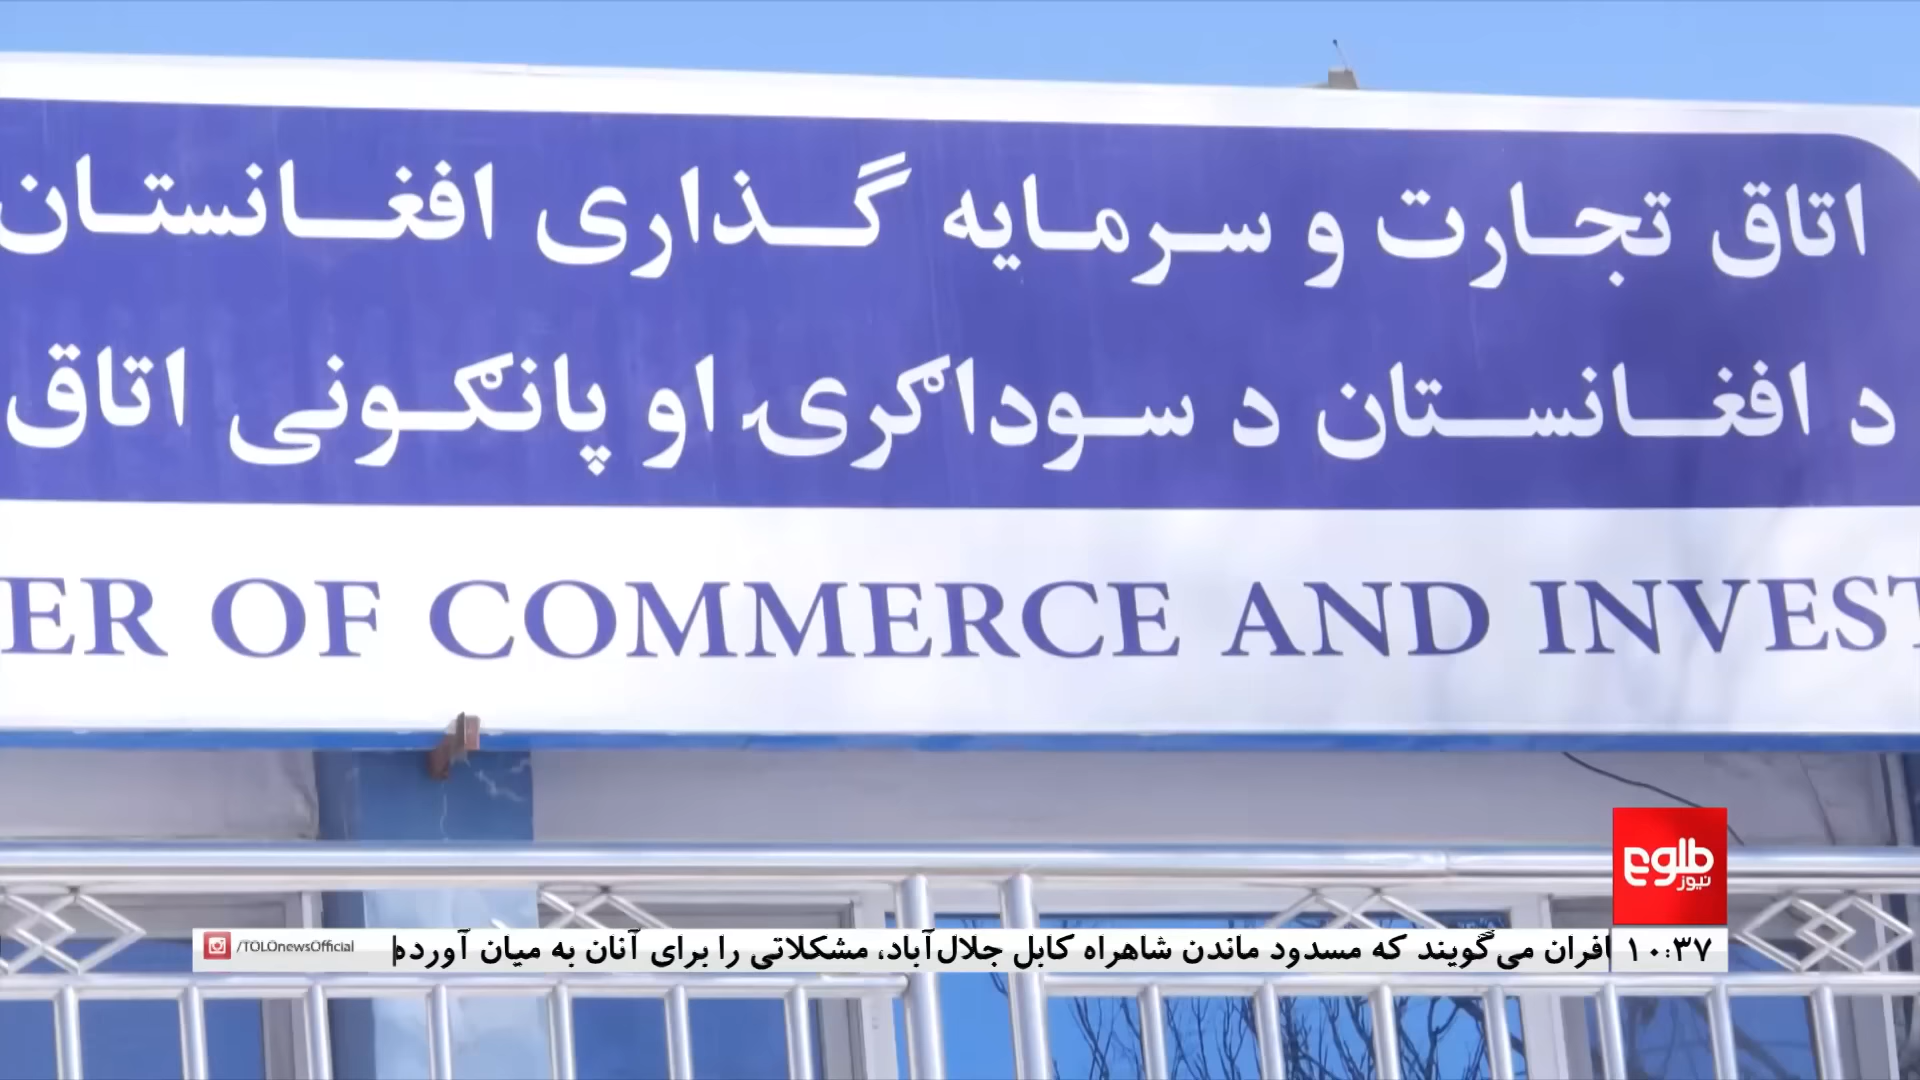 اتاق تجارت و سرمایه گذاری افغانستان
د افغانستان د سوداګرۍ او پانګونی اتاق
ER OF COMMERCE AND INVEST
طلوع
نیوز
۱۰:۳۷
افران می‌گویند که مسدود ماندن شاهراه کابل جلال‌آباد، مشکلاتی را برای آنان به میان آورده
/TOLOnewsOfficial